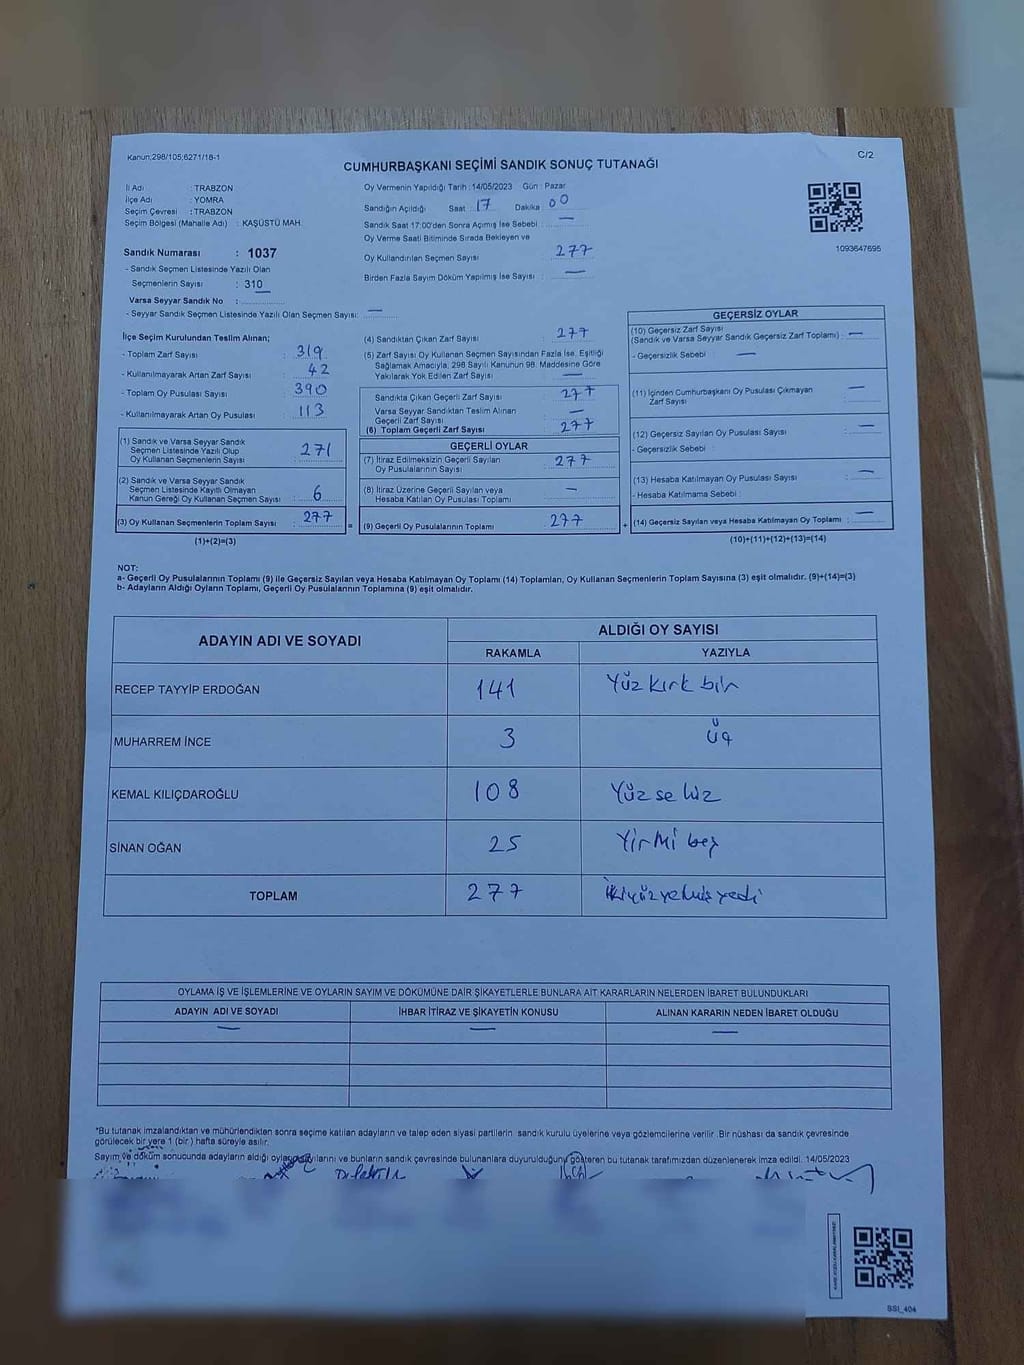 Kanun;298/105;6271/18-1
C/2
CUMHURBAŞKANI SEÇİMİ SANDIK SONUÇ TUTANAĞI
İl Adı : TRABZON
İlçe Adı : YOMRA
Seçim Çevresi : TRABZON
Seçim Bölgesi (Mahalle Adı) : KAŞÜSTÜ MAH.
Oy Vermenin Yapıldığı Tarih :14/05/2023 Gün : Pazar
Sandığın Açıldığı Saat : 17 Dakika : 00
Sandık Saat 17:00'den Sonra Açımış İse Sebebi : —
Oy Verme Saati Bitiminde Sırada Bekleyen ve
Oy Kullandırılan Seçmen Sayısı : 277
Birden Fazla Sayım Döküm Yapılmış İse Sayısı : —
1093647695
Sandık Numarası : 1037
- Sandık Seçmen Listesinde Yazılı Olan
Seçmenlerin Sayısı : 310
Varsa Seyyar Sandık No :
- Seyyar Sandık Seçmen Listesinde Yazılı Olan Seçmen Sayısı: —
İlçe Seçim Kurulundan Teslim Alınan;
- Toplam Zarf Sayısı : 319
- Kullanılmayarak Artan Zarf Sayısı : 42
- Toplam Oy Pusulası Sayısı : 390
- Kullanılmayarak Artan Oy Pusulası : 113
(1) Sandık ve Varsa Seyyar Sandık
Seçmen Listesinde Yazılı Olup
Oy Kullanan Seçmenlerin Sayısı : 271
(2) Sandık ve Varsa Seyyar Sandık
Seçmen Listesinde Kayıtlı Olmayan
Kanun Gereği Oy Kullanan Seçmen Sayısı : 6
(3) Oy Kullanan Seçmenlerin Toplam Sayısı : 277 =
(1)+(2)=(3)
(4) Sandıktan Çıkan Zarf Sayısı : 277
(5) Zarf Sayısı Oy Kullanan Seçmen Sayısından Fazla İse, Eşitliği
Sağlamak Amacıyla, 298 Sayılı Kanunun 98. Maddesine Göre
Yakılarak Yok Edilen Zarf Sayısı : —
Sandıkta Çıkan Geçerli Zarf Sayısı : 277
Varsa Seyyar Sandıktan Teslim Alınan
Geçerli Zarf Sayısı : —
(6) Toplam Geçerli Zarf Sayısı : 277
GEÇERLİ OYLAR
(7) İtiraz Edilmeksizin Geçerli Sayılan
Oy Pusulalarının Sayısı : 277
(8) İtiraz Üzerine Geçerli Sayılan veya
Hesaba Katılan Oy Pusulası Toplamı : —
(9) Geçerli Oy Pusulalarının Toplamı : 277 +
GEÇERSİZ OYLAR
(10) Geçersiz Zarf Sayısı
(Sandık ve Varsa Seyyar Sandık Geçersiz Zarf Toplamı) : —
- Geçersizlik Sebebi : —
(11) İçinden Cumhurbaşkanı Oy Pusulası Çıkmayan
Zarf Sayısı : —
(12) Geçersiz Sayılan Oy Pusulası Sayısı : —
- Geçersizlik Sebebi :
(13) Hesaba Katılmayan Oy Pusulası Sayısı : —
- Hesaba Katılmama Sebebi :
(14) Geçersiz Sayılan veya Hesaba Katılmayan Oy Toplamı : —
(10)+(11)+(12)+(13)=(14)
NOT:
a- Geçerli Oy Pusulalarının Toplamı (9) ile Geçersiz Sayılan veya Hesaba Katılmayan Oy Toplamı (14) Toplamları, Oy Kullanan Seçmenlerin Toplam Sayısına (3) eşit olmalıdır. (9)+(14)=(3)
b- Adayların Aldığı Oyların Toplamı, Geçerli Oy Pusulalarının Toplamına (9) eşit olmalıdır.
ADAYIN ADI VE SOYADI ALDIĞI OY SAYISI
RAKAMLA YAZIYLA
RECEP TAYYİP ERDOĞAN 141 Yüz kırk bir
MUHARREM İNCE 3 üç
KEMAL KILIÇDAROĞLU 108 Yüz sekiz
SİNAN OĞAN 25 Yirmi beş
TOPLAM 277 ikiyüzyetmişyedi
OYLAMA İŞ VE İŞLEMLERİNE VE OYLARIN SAYIM VE DÖKÜMÜNE DAİR ŞİKAYETLERLE BUNLARA AİT KARARLARIN NELERDEN İBARET BULUNDUKLARI
ADAYIN ADI VE SOYADI İHBAR İTİRAZ VE ŞİKAYETİN KONUSU ALINAN KARARIN NEDEN İBARET OLDUĞU
— — —
*Bu tutanak imzalandıktan ve mühürlendikten sonra seçime katılan adayların ve talep eden siyasi partilerin sandık kurulu üyelerine veya gözlemcilerine verilir .Bir nüshası da sandık çevresinde
görülecek bir yere 1 (bir ) hafta süreyle asılır.
Sayım ve döküm sonucunda adayların aldığı oyların sayılarını ve bunların sandık çevresinde bulunanlara duyurulduğunu gösteren bu tutanak tarafımızdan düzenlenerek imza edildi. 14/05/2023
SSI_404